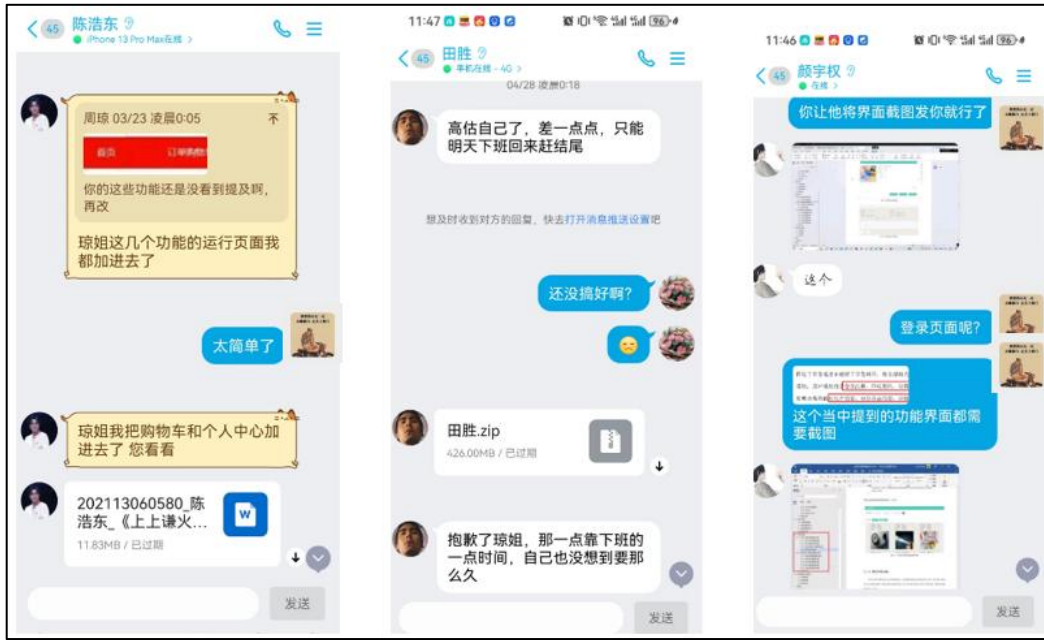 45
陈浩东
iPhone 13 Pro Max在线 >
周琼 03/23 凌晨0:05
首页
你的这些功能还是没看到提及啊,
再改
琼姐这几个功能的运行页面我
都加进去了
太简单了
琼姐我把购物车和个人中心加
进去了 您看看
202113060580_陈
浩东_《上上谦火...
W
11.83MB / 已过期
发送
11:47
96
45
田胜
手机在线 - 4G >
04/28 凌晨0:18
高估自己了，差一点点，只能
明天下班回来赶结尾
想及时收到对方的回复，快去打开消息推送设置吧
还没搞好啊？
田胜.zip
426.00MB / 已过期
抱歉了琼姐，那一点靠下班的
一点时间，自己也没想到要那
么久
发送
11:46
96
45
颜宇权
在线 >
你让他将界面截图发你就行了
这个
登录页面呢？
这个当中提到的功能界面都需
要截图
发送